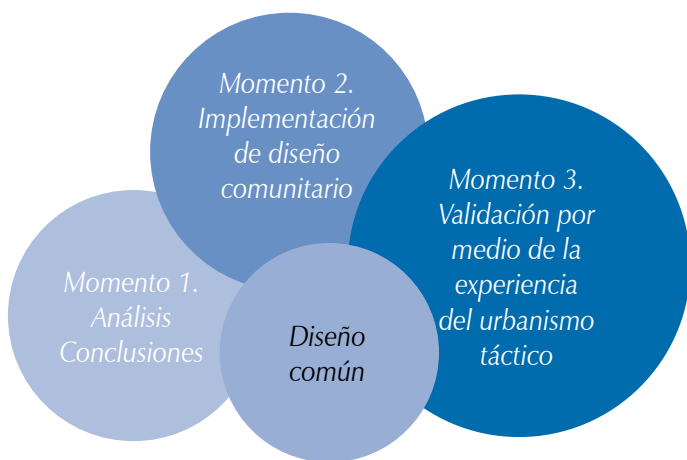 Momento 1.
Análisis
Conclusiones
Momento 2.
Implementación
de diseño
comunitario
Momento 3.
Validación por
medio de la
experiencia
del urbanismo
táctico
Diseño
común